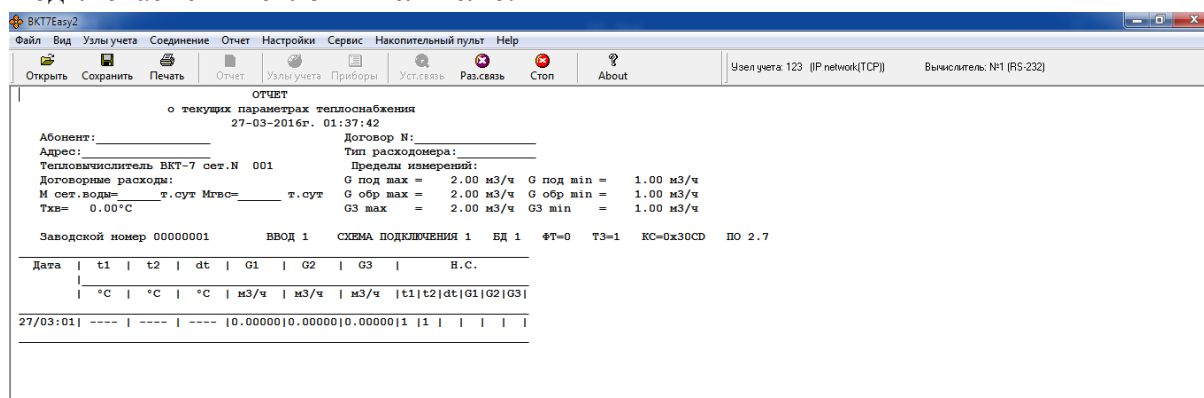 BKT7Easy2
Файл Вид Узлы учета Соединение Отчет Настройки Сервис Накопительный пульт Help
Открыть Сохранить Печать Отчет Узлы учета Приборы Уст.связь Раз.связь Стоп About
Узел учета: 123 (IP network(TCP)) Вычислитель: №1 (RS-232)
ОТЧЕТ
о текущих параметрах теплоснабжения
27-03-2016г. 01:37:42
Абонент:_______________ Договор N:_______________
Адрес:_________________ Тип расходомера:__________
Тепловычислитель ВКТ-7 сет.N 001 Пределы измерений:
Договорные расходы: G под max = 2.00 м3/ч G под min = 1.00 м3/ч
М сет.воды=______т.сут Мгвс=______ т.сут G обр max = 2.00 м3/ч G обр min = 1.00 м3/ч
Тхв= 0.00°C G3 max = 2.00 м3/ч G3 min = 1.00 м3/ч
Заводской номер 00000001 ВВОД 1 СХЕМА ПОДКЛЮЧЕНИЯ 1 БД 1 ФТ=0 Т3=1 КС=0x30CD ПО 2.7
Дата | t1 | t2 | dt | G1 | G2 | G3 | Н.С.
| °C | °C | °C | м3/ч | м3/ч | м3/ч |t1|t2|dt|G1|G2|G3|
27/03:01| ---- | ---- | ---- |0.00000|0.00000|0.00000|1 |1 | | | | |